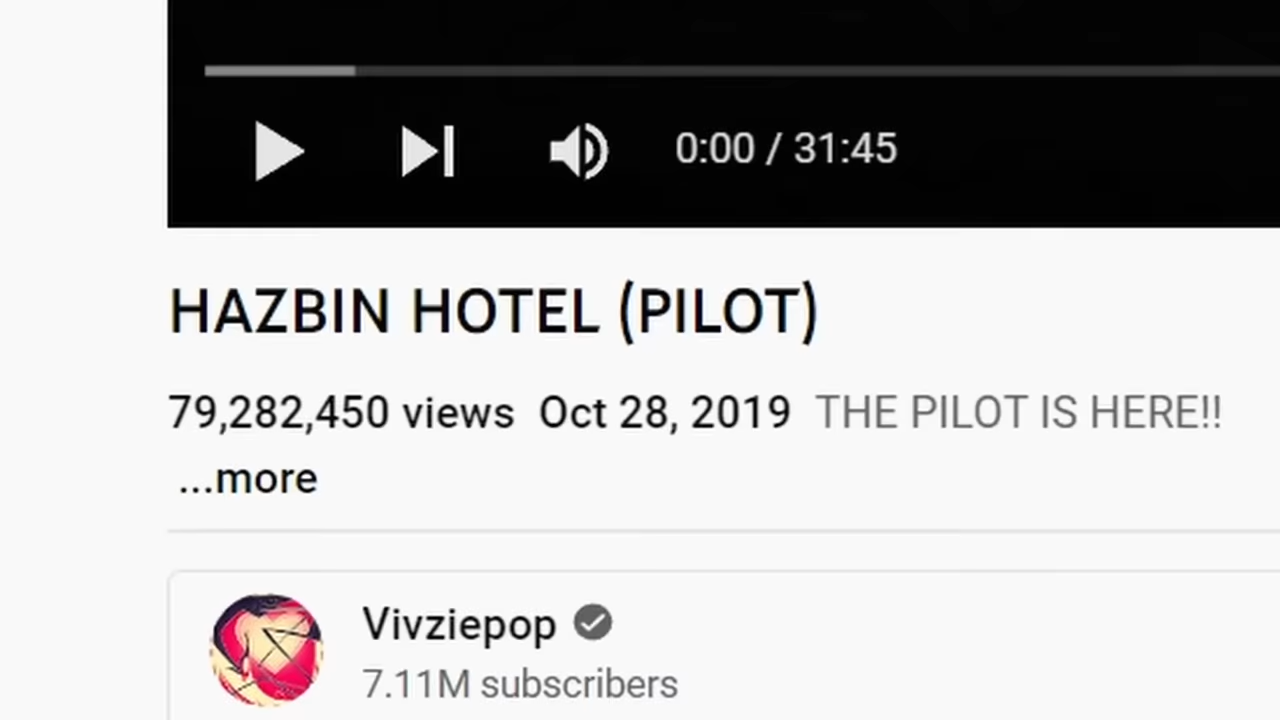 0:00 / 31:45
HAZBIN HOTEL (PILOT)
79,282,450 views Oct 28, 2019 THE PILOT IS HERE!!
...more
Vivziepop
7.11M subscribers